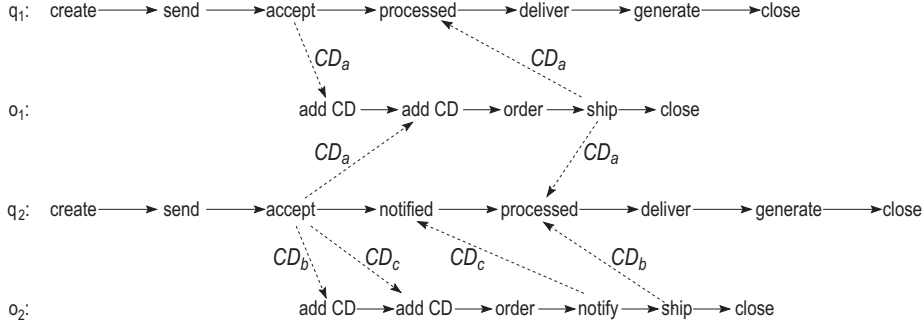 q1: create send accept processed deliver generate close
CDa CDa
o1: add CD add CD order ship close
CDa CDa
q2: create send accept notified processed deliver generate close
CDb CDc CDc CDb
o2: add CD add CD order notify ship close